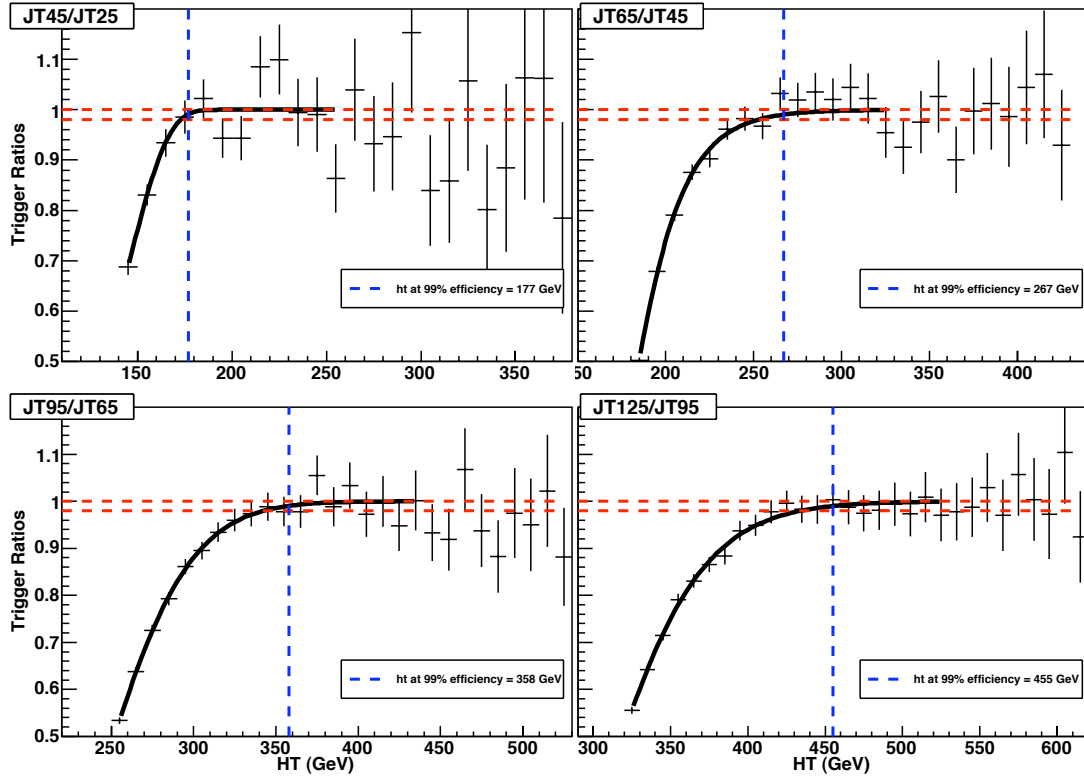 JT45/JT25
JT65/JT45
Trigger Ratios
1.1
1
0.9
0.8
0.7
0.6
0.5
ht at 99% efficiency = 177 GeV
ht at 99% efficiency = 267 GeV
150 200 250 300 350
50 200 250 300 350 400
JT95/JT65
JT125/JT95
Trigger Ratios
1.1
1
0.9
0.8
0.7
0.6
0.5
ht at 99% efficiency = 358 GeV
ht at 99% efficiency = 455 GeV
250 300 350 400 450 500
300 350 400 450 500 550 600
HT (GeV)
HT (GeV)